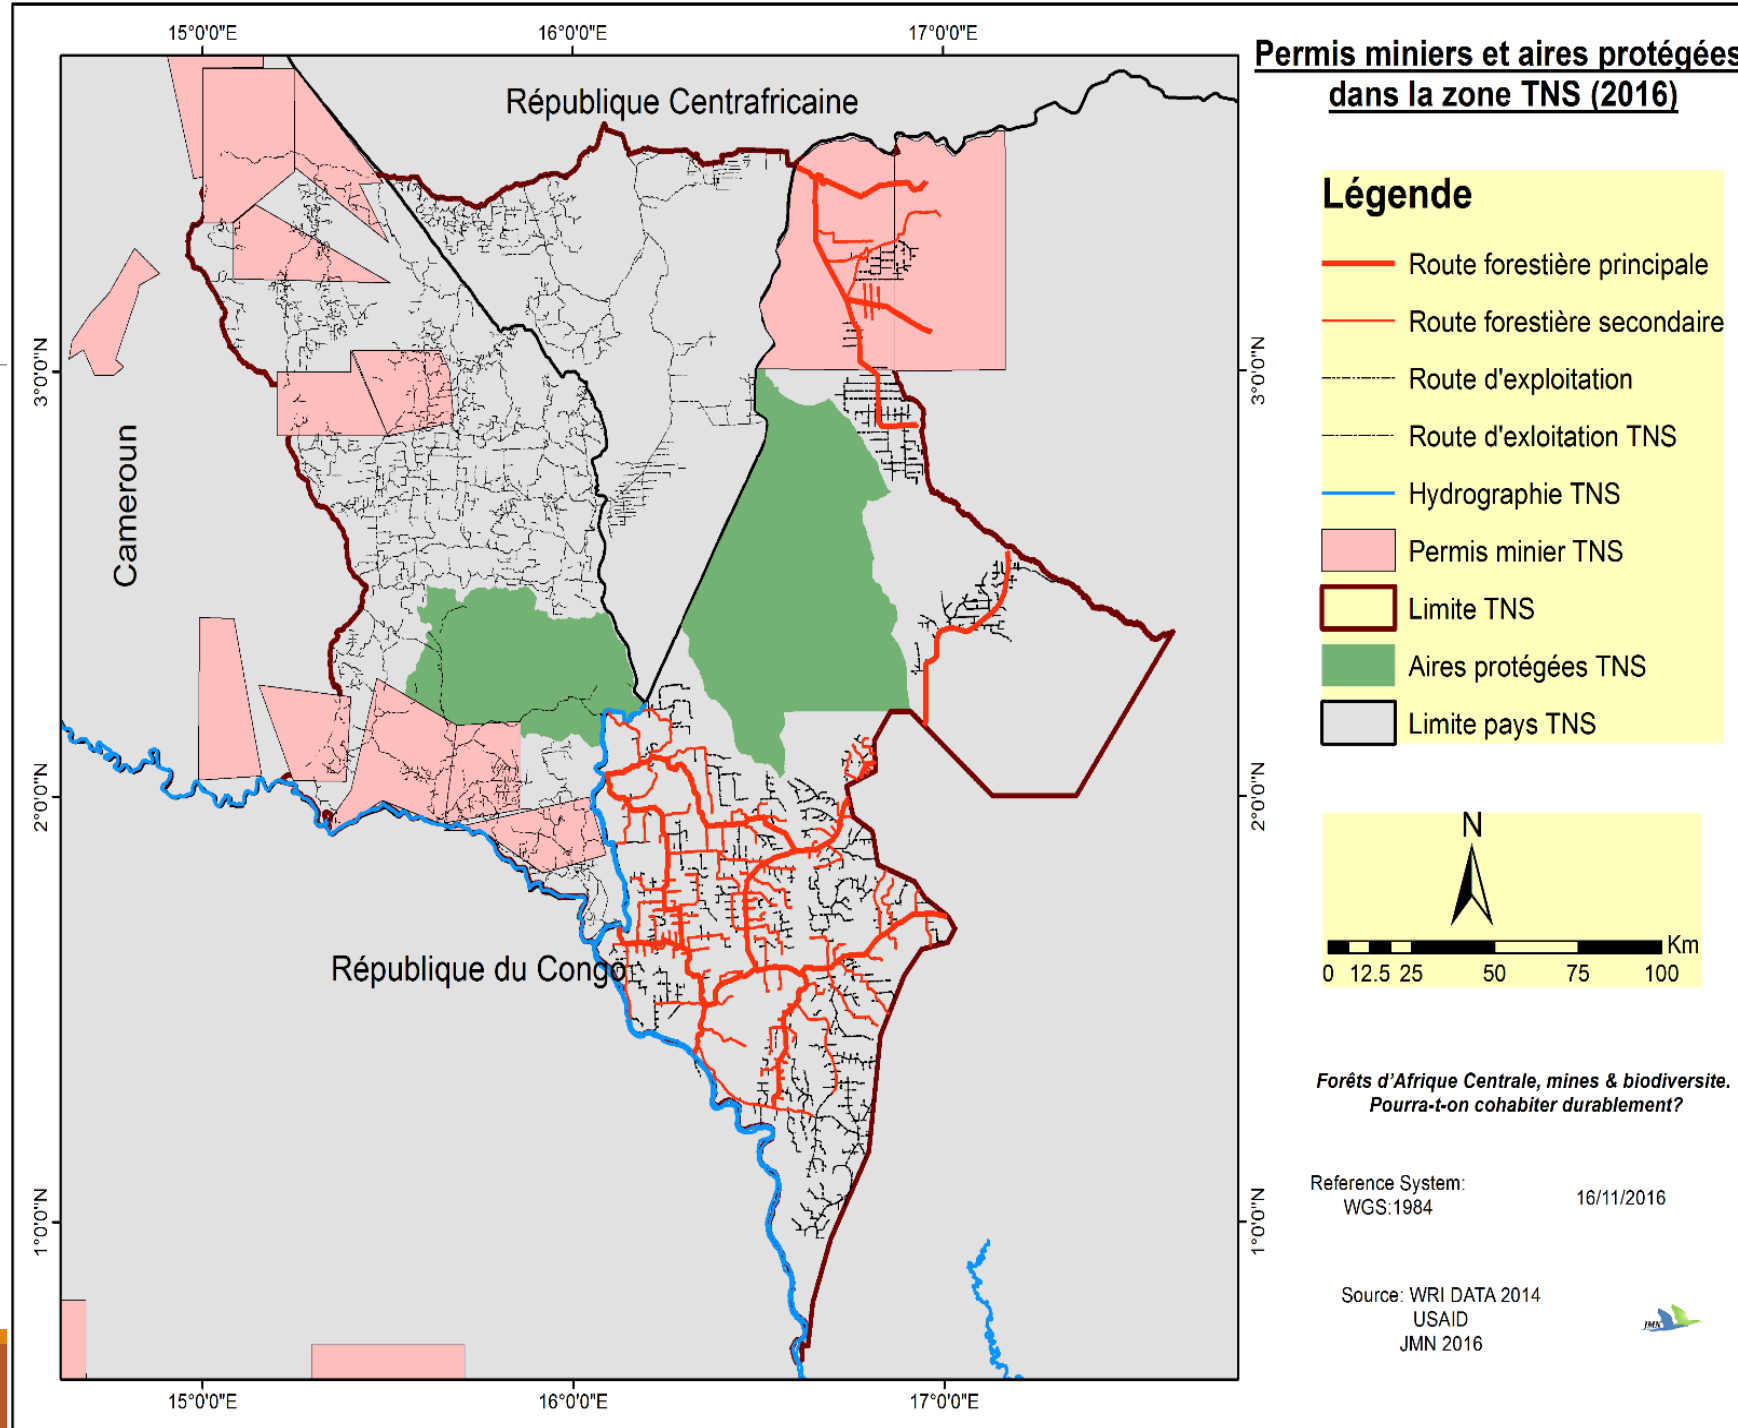 15°0'0"E
16°0'0"E
17°0'0"E
Permis miniers et aires protégées
dans la zone TNS (2016)
République Centrafricaine
Légende
Route forestière principale
Route forestière secondaire
Route d'exploitation
Route d'exloitation TNS
Hydrographie TNS
Permis minier TNS
Limite TNS
Aires protégées TNS
Limite pays TNS
3°0'0"N
3°0'0"N
Cameroun
2°0'0"N
2°0'0"N
N
Km
0 12.5 25 50 75 100
République du Congo
Forêts d'Afrique Centrale, mines & biodiversite.
Pourra-t-on cohabiter durablement?
1°0'0"N
1°0'0"N
Reference System:
WGS:1984
16/11/2016
Source: WRI DATA 2014
USAID
JMN 2016
JMN
15°0'0"E
16°0'0"E
17°0'0"E